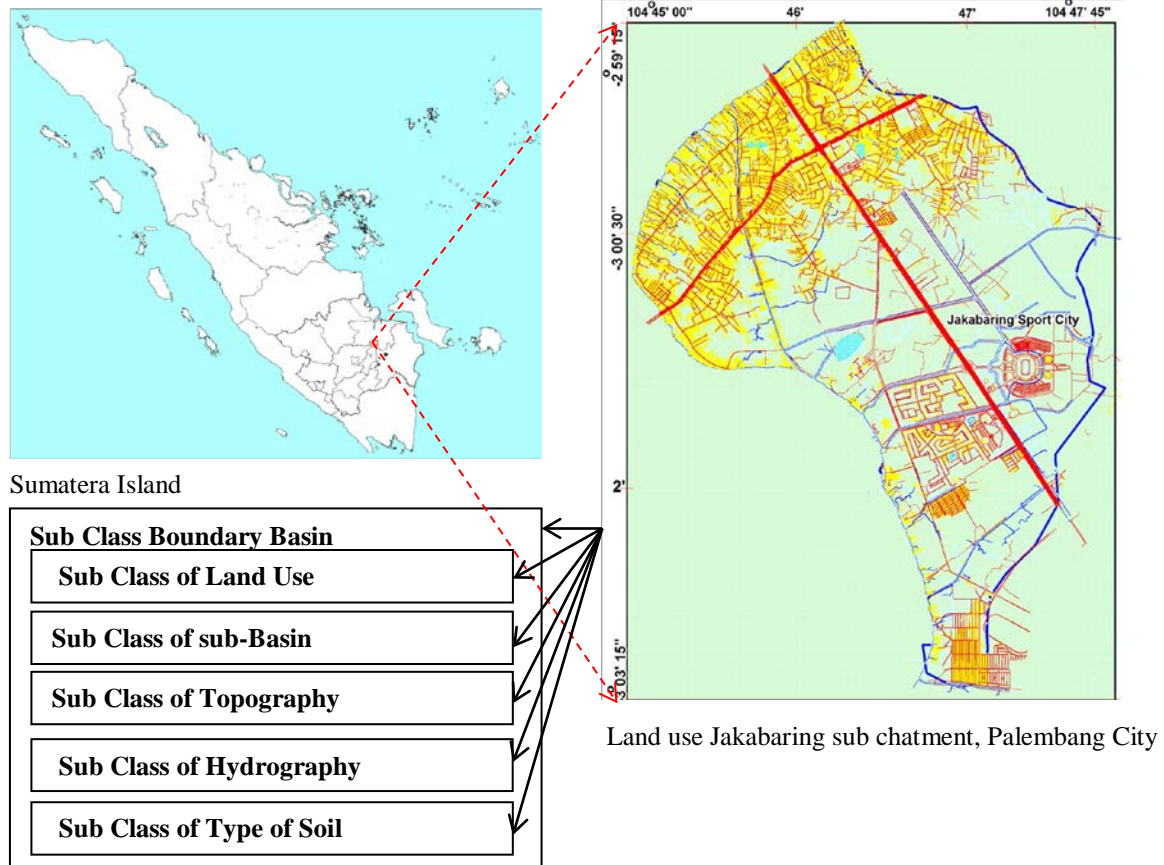 Sumatera Island
Sub Class Boundary Basin
Sub Class of Land Use
Sub Class of sub-Basin
Sub Class of Topography
Sub Class of Hydrography
Sub Class of Type of Soil
104 45' 00" 46' 47' 104 47' 45"
-2 59' 15"
-3 00' 30"
2'
3 03' 15"
Jakabaring Sport City
Land use Jakabaring sub chatment, Palembang City